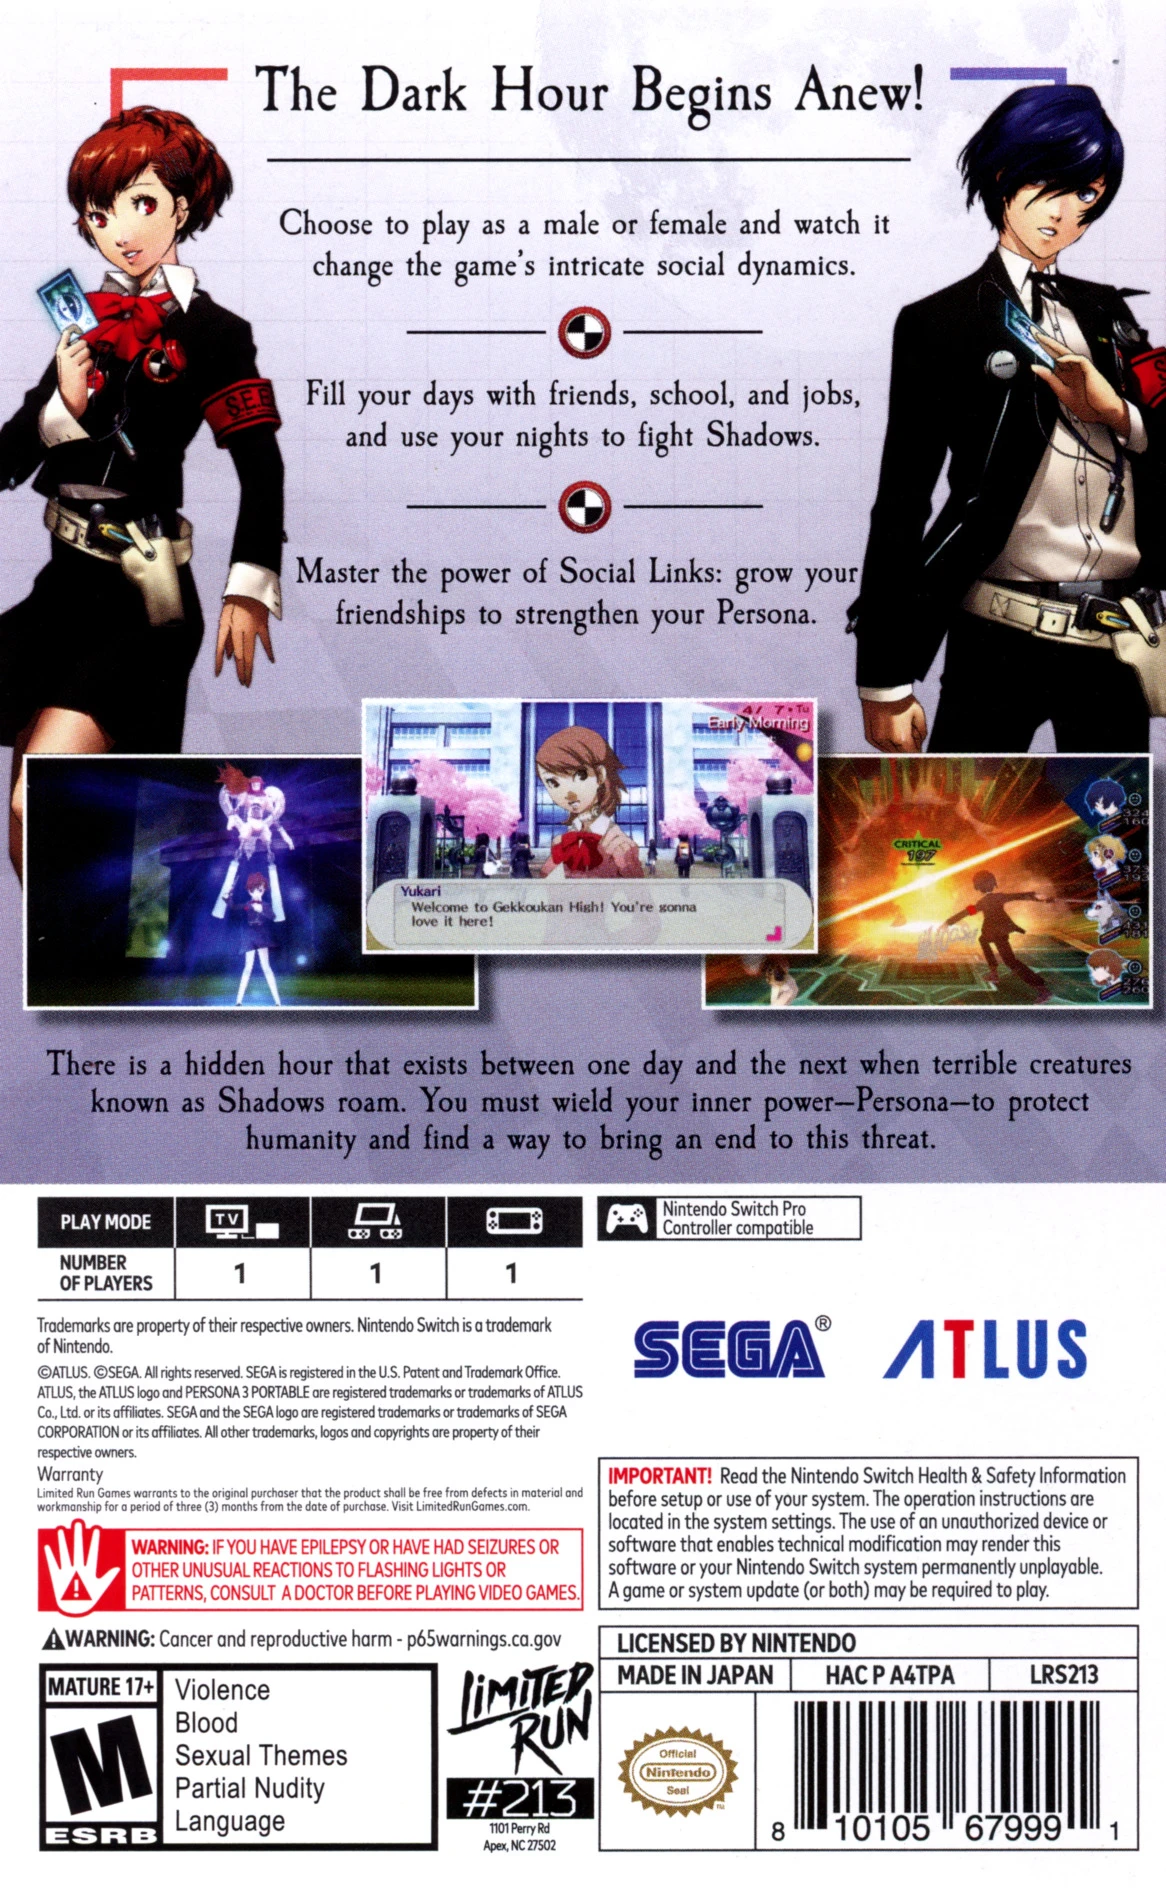 The Dark Hour Begins Anew!
Choose to play as a male or female and watch it
change the game's intricate social dynamics.
Fill your days with friends, school, and jobs,
and use your nights to fight Shadows.
Master the power of Social Links: grow your
friendships to strengthen your Persona.
S.E.E
4/ 7 • Tu
Early Morning
Yukari
Welcome to Gekkoukan High! You're gonna
love it here!
CRITICAL
197
324
160
There is a hidden hour that exists between one day and the next when terrible creatures
known as Shadows roam. You must wield your inner power—Persona—to protect
humanity and find a way to bring an end to this threat.
PLAY MODE
TV
NUMBER
OF PLAYERS
1
1
1
Nintendo Switch Pro
Controller compatible
Trademarks are property of their respective owners. Nintendo Switch is a trademark
of Nintendo.
©ATLUS. ©SEGA. All rights reserved. SEGA is registered in the U.S. Patent and Trademark Office.
ATLUS, the ATLUS logo and PERSONA 3 PORTABLE are registered trademarks or trademarks of ATLUS
Co., Ltd. or its affiliates. SEGA and the SEGA logo are registered trademarks or trademarks of SEGA
CORPORATION or its affiliates. All other trademarks, logos and copyrights are property of their
respective owners.
Warranty
Limited Run Games warrants to the original purchaser that the product shall be free from defects in material and
workmanship for a period of three (3) months from the date of purchase. Visit LimitedRunGames.com.
SEGA®
ATLUS
WARNING: IF YOU HAVE EPILEPSY OR HAVE HAD SEIZURES OR
OTHER UNUSUAL REACTIONS TO FLASHING LIGHTS OR
PATTERNS, CONSULT A DOCTOR BEFORE PLAYING VIDEO GAMES.
IMPORTANT! Read the Nintendo Switch Health & Safety Information
before setup or use of your system. The operation instructions are
located in the system settings. The use of an unauthorized device or
software that enables technical modification may render this
software or your Nintendo Switch system permanently unplayable.
A game or system update (or both) may be required to play.
WARNING: Cancer and reproductive harm - p65warnings.ca.gov
MATURE 17+
M
ESRB
Violence
Blood
Sexual Themes
Partial Nudity
Language
LIMITED
RUN
#213
1101 Perry Rd
Apex, NC 27502
LICENSED BY NINTENDO
MADE IN JAPAN
HAC P A4TPA
LRS213
Official
Nintendo
Seal
TM
8 10105 67999 1